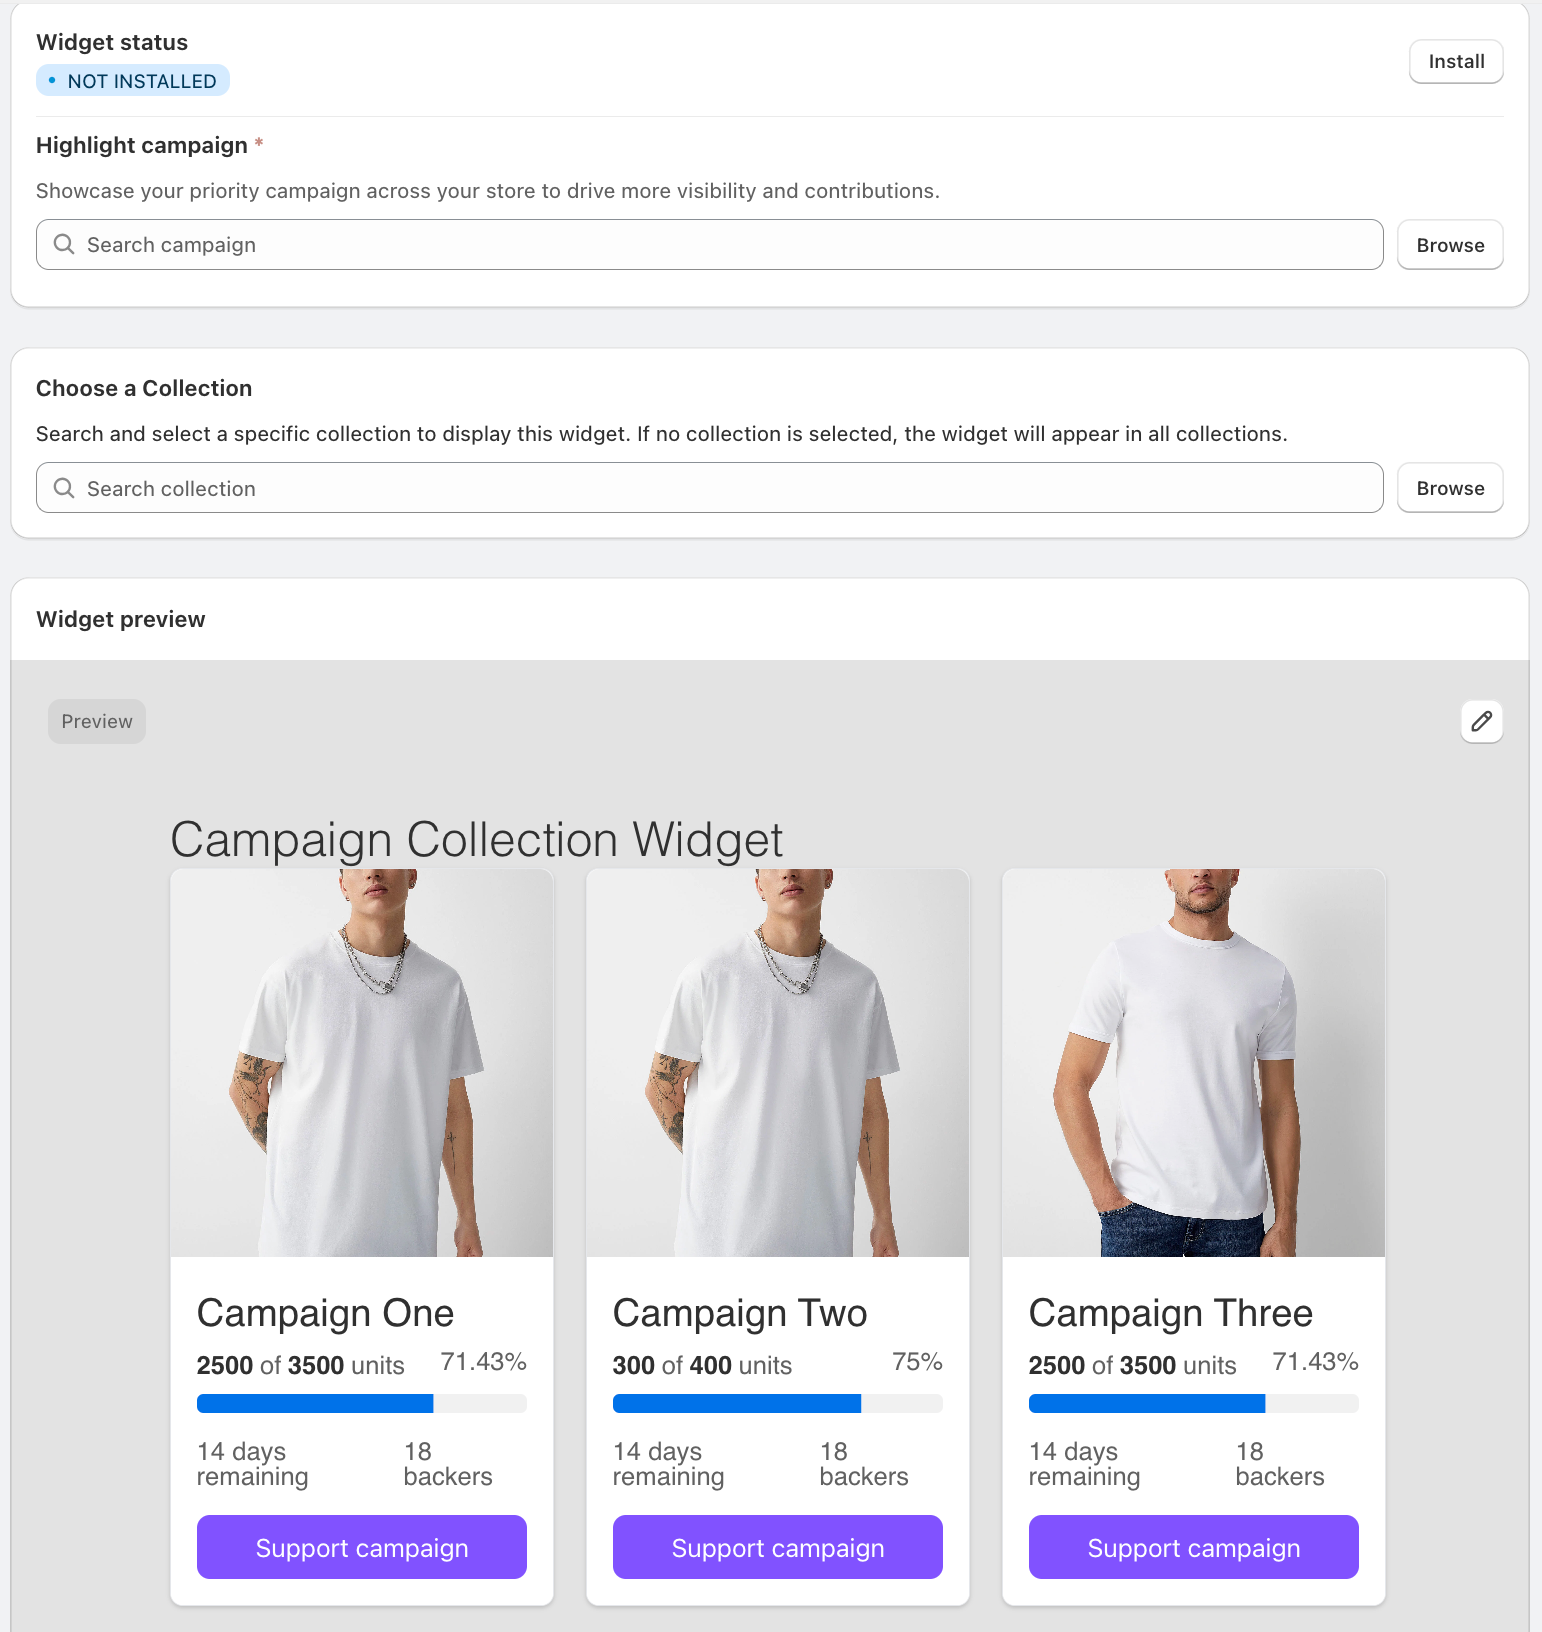 Widget status
Install
NOT INSTALLED
Highlight campaign *
Showcase your priority campaign across your store to drive more visibility and contributions.
Search campaign
Browse
Choose a Collection
Search and select a specific collection to display this widget. If no collection is selected, the widget will appear in all collections.
Search collection
Browse
Widget preview
Preview
Campaign Collection Widget
Campaign One
2500 of 3500 units 71.43%
14 days remaining
18 backers
Support campaign
Campaign Two
300 of 400 units 75%
14 days remaining
18 backers
Support campaign
Campaign Three
2500 of 3500 units 71.43%
14 days remaining
18 backers
Support campaign